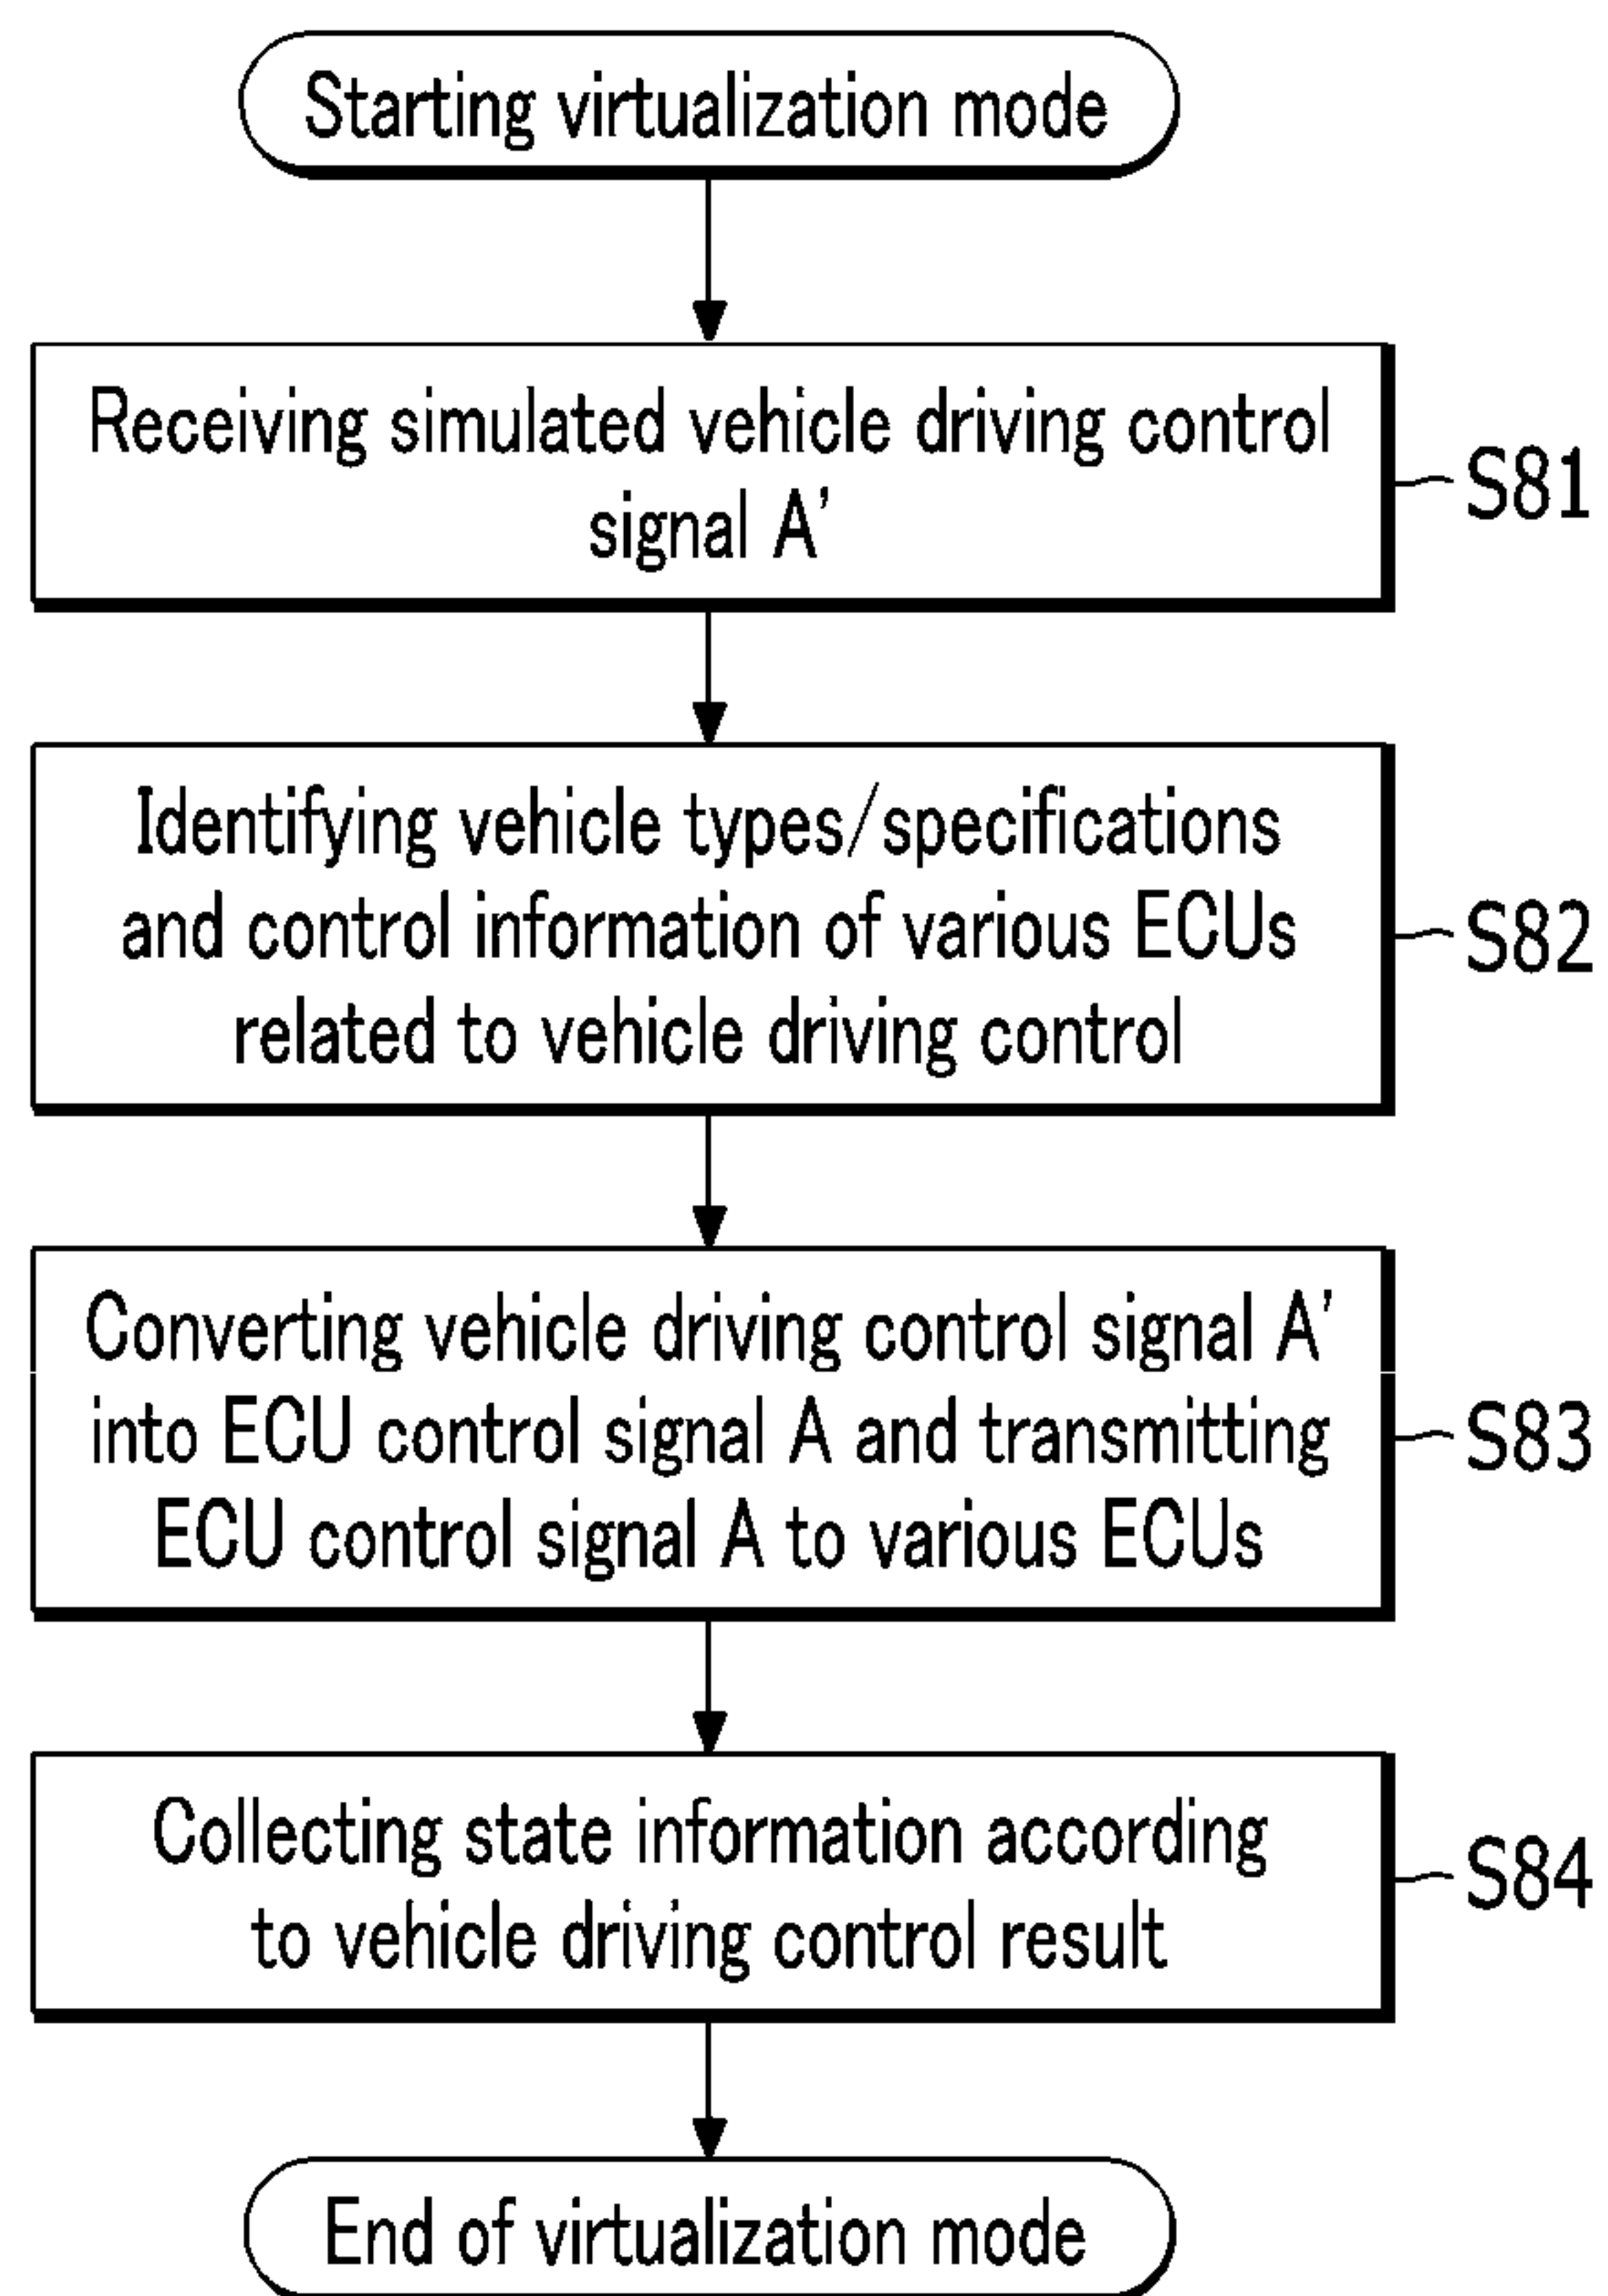 Starting virtualization mode
Receiving simulated vehicle driving control
signal A'
S81
Identifying vehicle types/specifications
and control information of various ECUs
related to vehicle driving control
S82
Converting vehicle driving control signal A'
into ECU control signal A and transmitting
ECU control signal A to various ECUs
S83
Collecting state information according
to vehicle driving control result
S84
End of virtualization mode